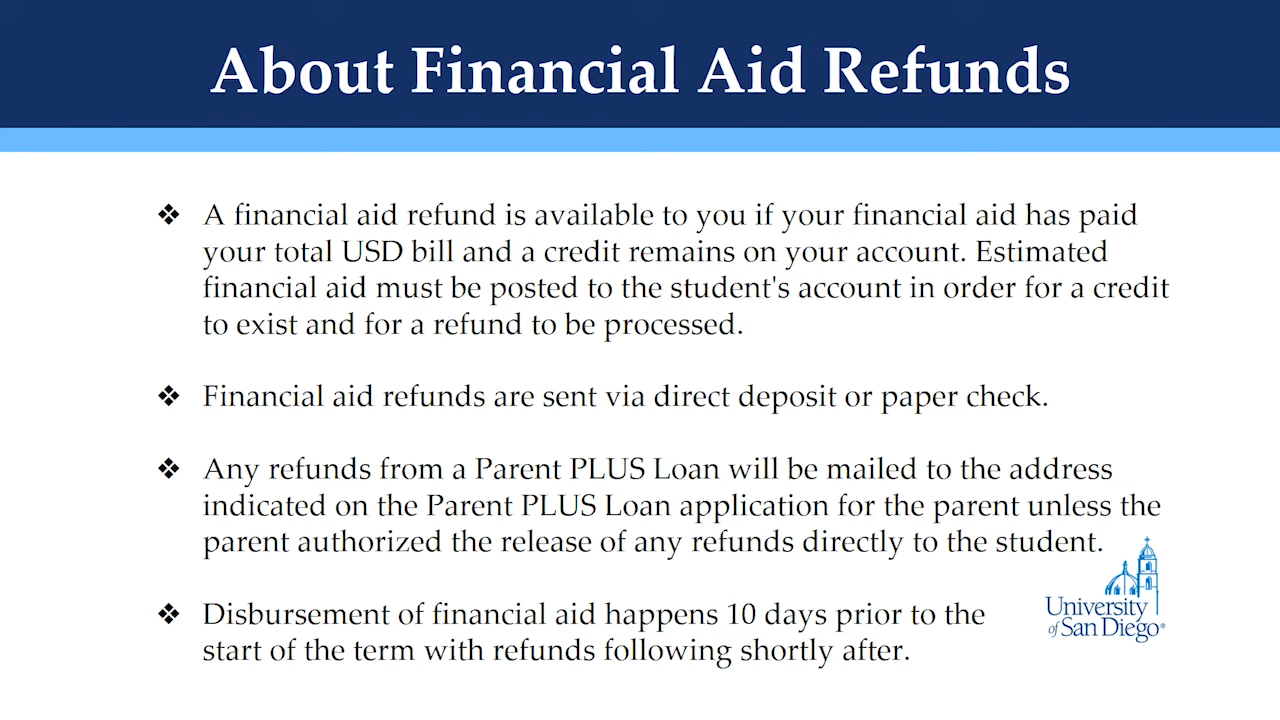 About Financial Aid Refunds
❖ A financial aid refund is available to you if your financial aid has paid
your total USD bill and a credit remains on your account. Estimated
financial aid must be posted to the student's account in order for a credit
to exist and for a refund to be processed.
❖ Financial aid refunds are sent via direct deposit or paper check.
❖ Any refunds from a Parent PLUS Loan will be mailed to the address
indicated on the Parent PLUS Loan application for the parent unless the
parent authorized the release of any refunds directly to the student.
❖ Disbursement of financial aid happens 10 days prior to the
start of the term with refunds following shortly after.
University
of San Diego®